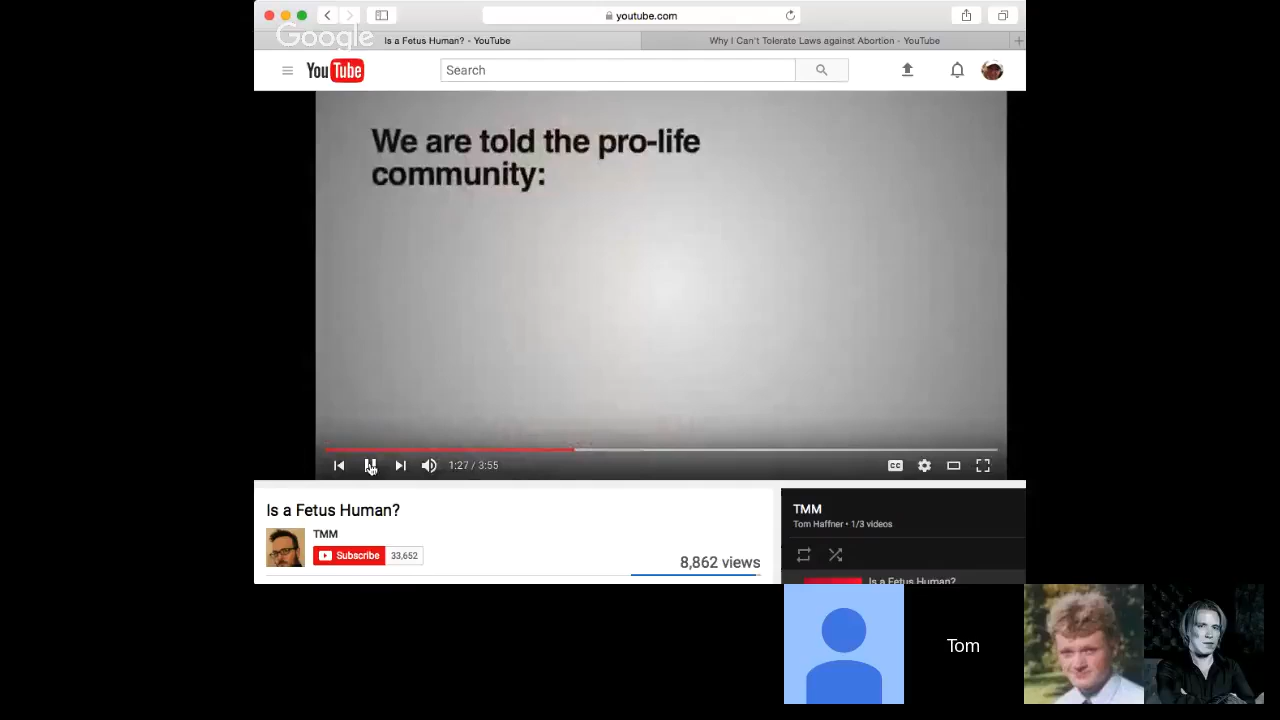 youtube.com
Google
Is a Fetus Human? - YouTube
Why I Can't Tolerate Laws against Abortion - YouTube
YouTube
Search
We are told the pro-life
community:
1:27 / 3:55
CC
Is a Fetus Human?
TMM
Subscribe 33,652
8,862 views
TMM
Tom Haffner • 1/3 videos
Is a Fetus Human?
Tom